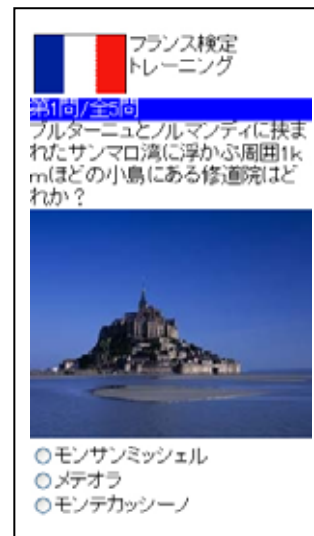 フランス検定
トレーニング
第1問/全5問
ブルターニュとノルマンディに挟ま
れたサンマロ湾に浮かぶ周囲1k
mほどの小島にある修道院はど
れか？
モンサンミッシェル
メテオラ
モンテカッシーノ